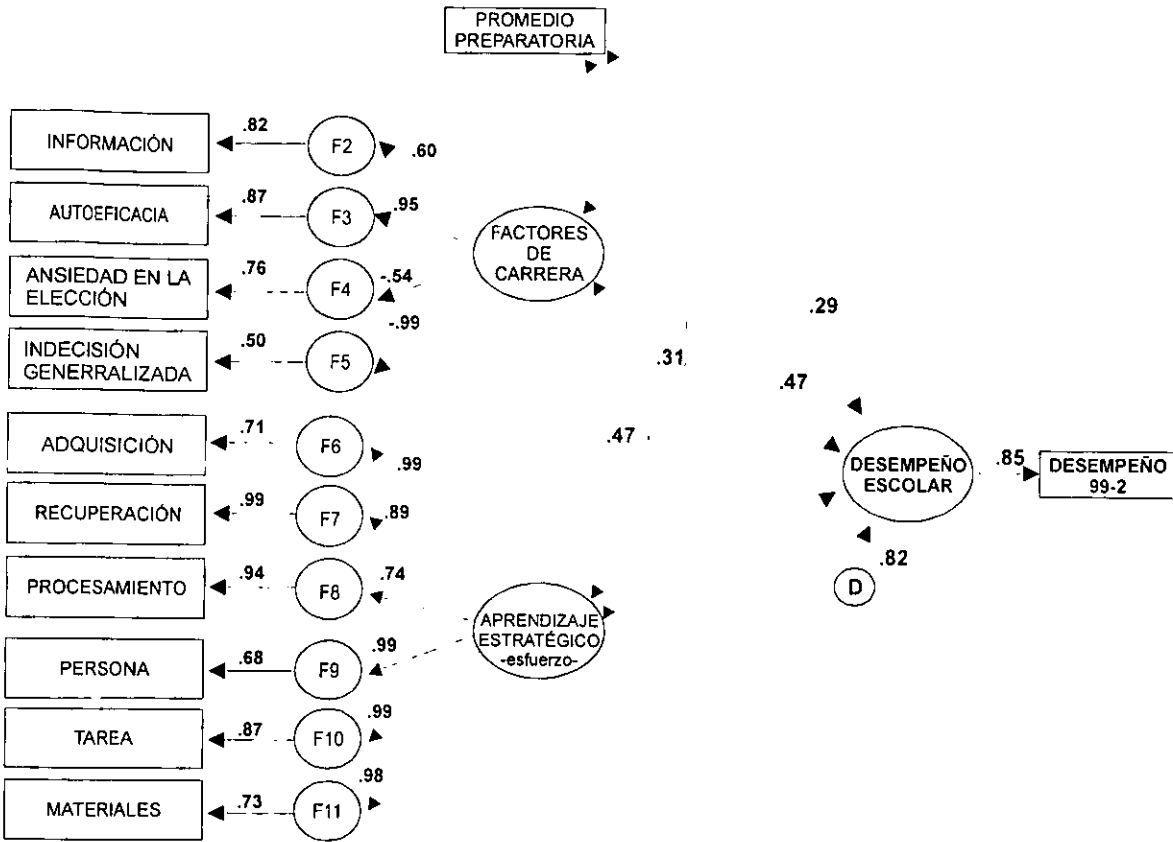 PROMEDIO
PREPARATORIA
INFORMACIÓN
.82
F2
.60
AUTOEFICACIA
.87
F3
.95
FACTORES
DE
CARRERA
ANSIEDAD EN LA
ELECCIÓN
.76
F4
-.54
INDECISIÓN
GENERRALIZADA
.50
F5
-.99
.29
.31
.47
.47
ADQUISICIÓN
.71
F6
.99
RECUPERACIÓN
.99
F7
.89
DESEMPEÑO
ESCOLAR
.85
DESEMPEÑO
99-2
.82
D
PROCESAMIENTO
.94
F8
.74
APRENDIZAJE
ESTRATÉGICO
-esfuerzo-
PERSONA
.68
F9
.99
TAREA
.87
F10
.99
MATERIALES
.73
F11
.98